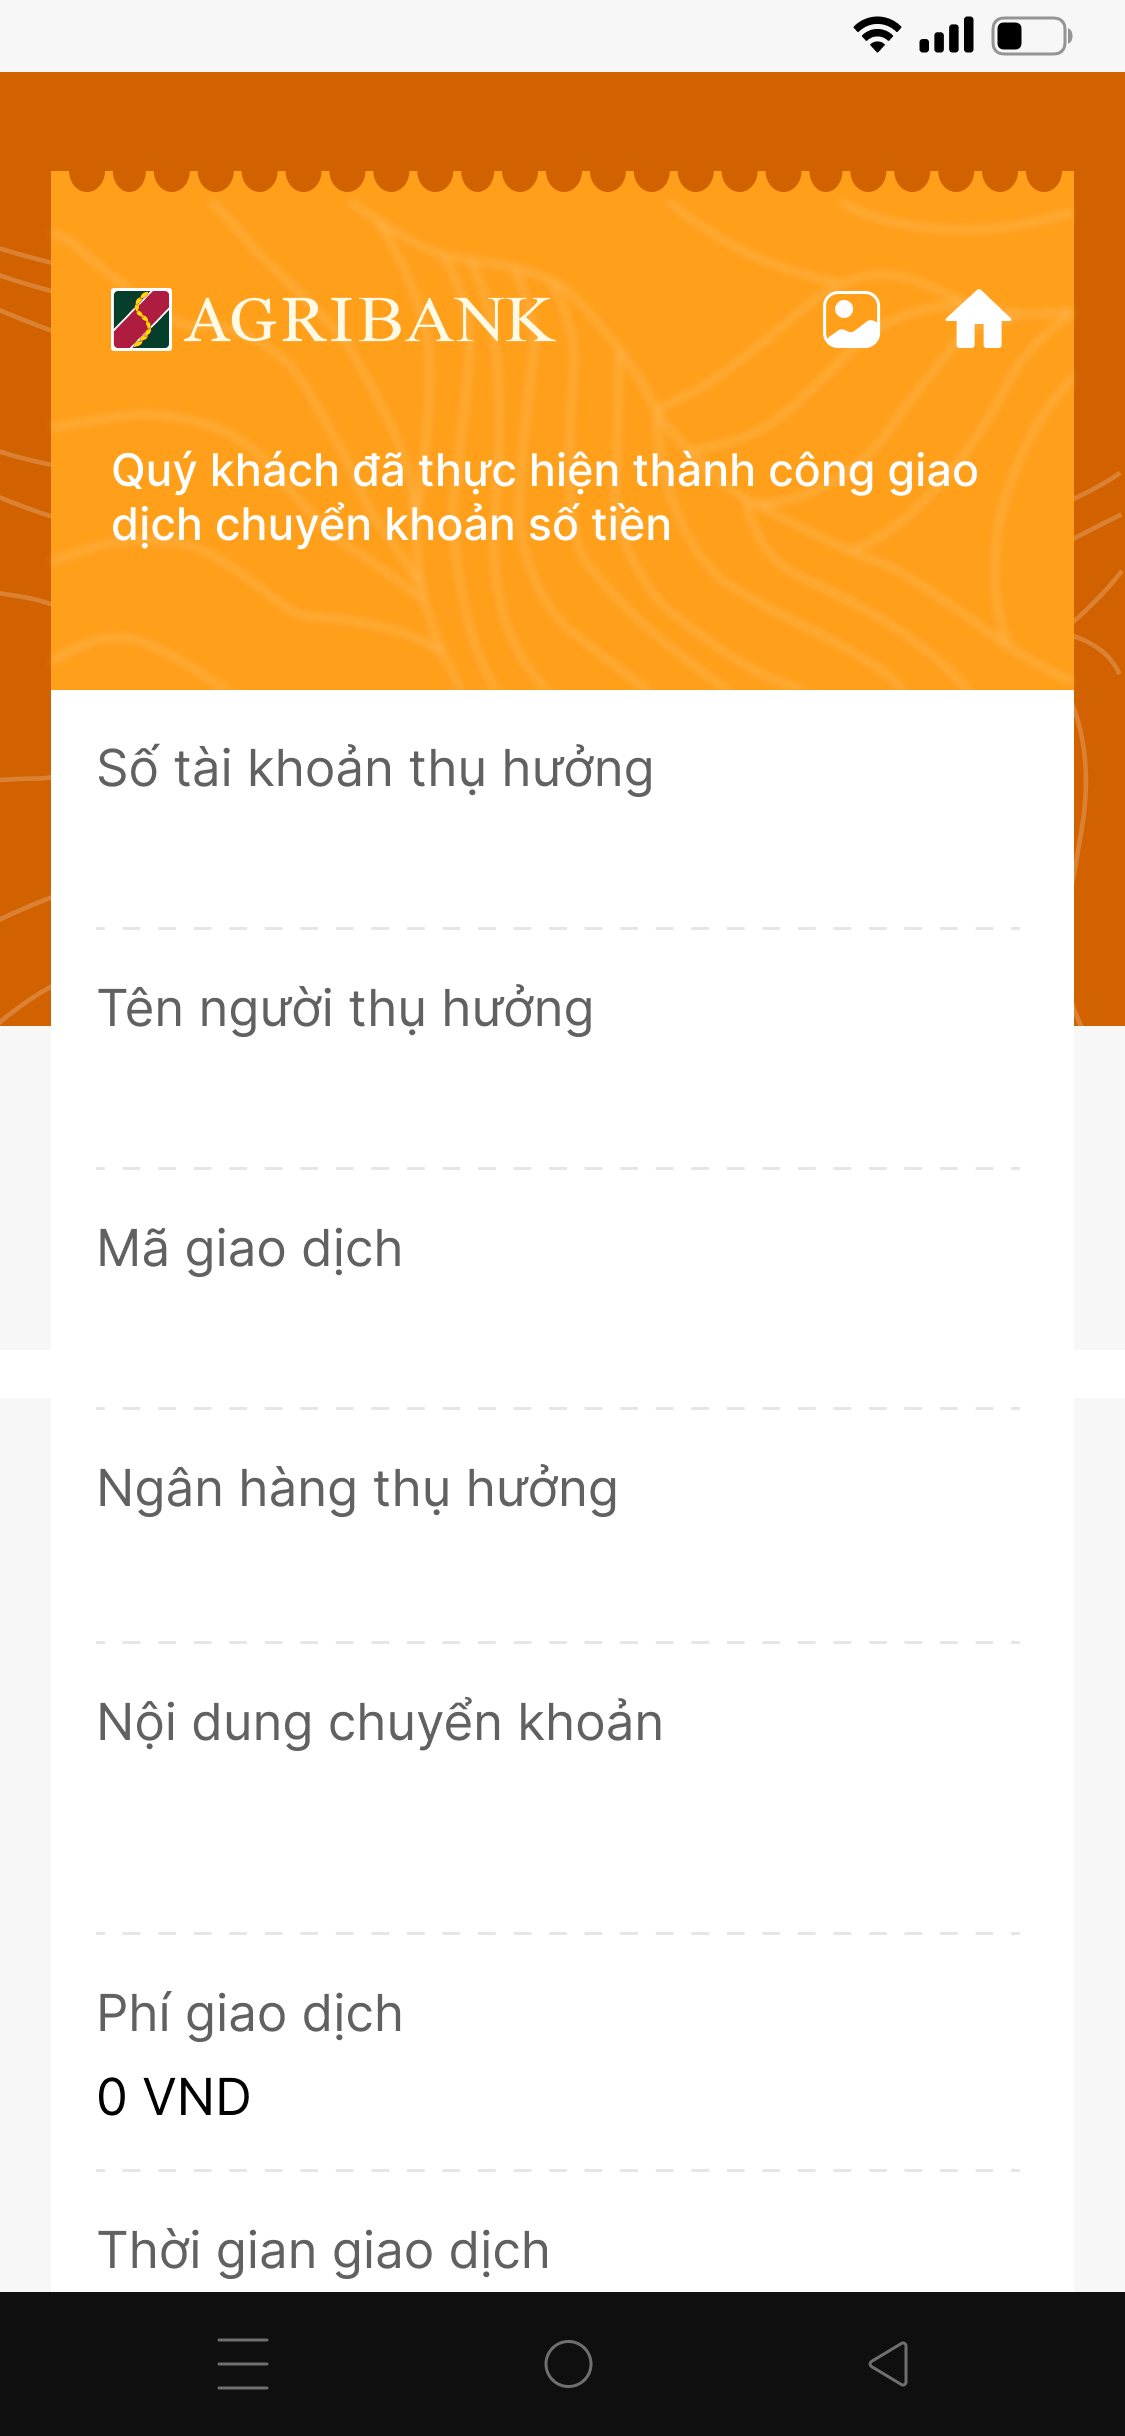 AGRIBANK
Quý khách đã thực hiện thành công giao
dịch chuyển khoản số tiền
Số tài khoản thụ hưởng
Tên người thụ hưởng
Mã giao dịch
Ngân hàng thụ hưởng
Nội dung chuyển khoản
Phí giao dịch
0 VND
Thời gian giao dịch